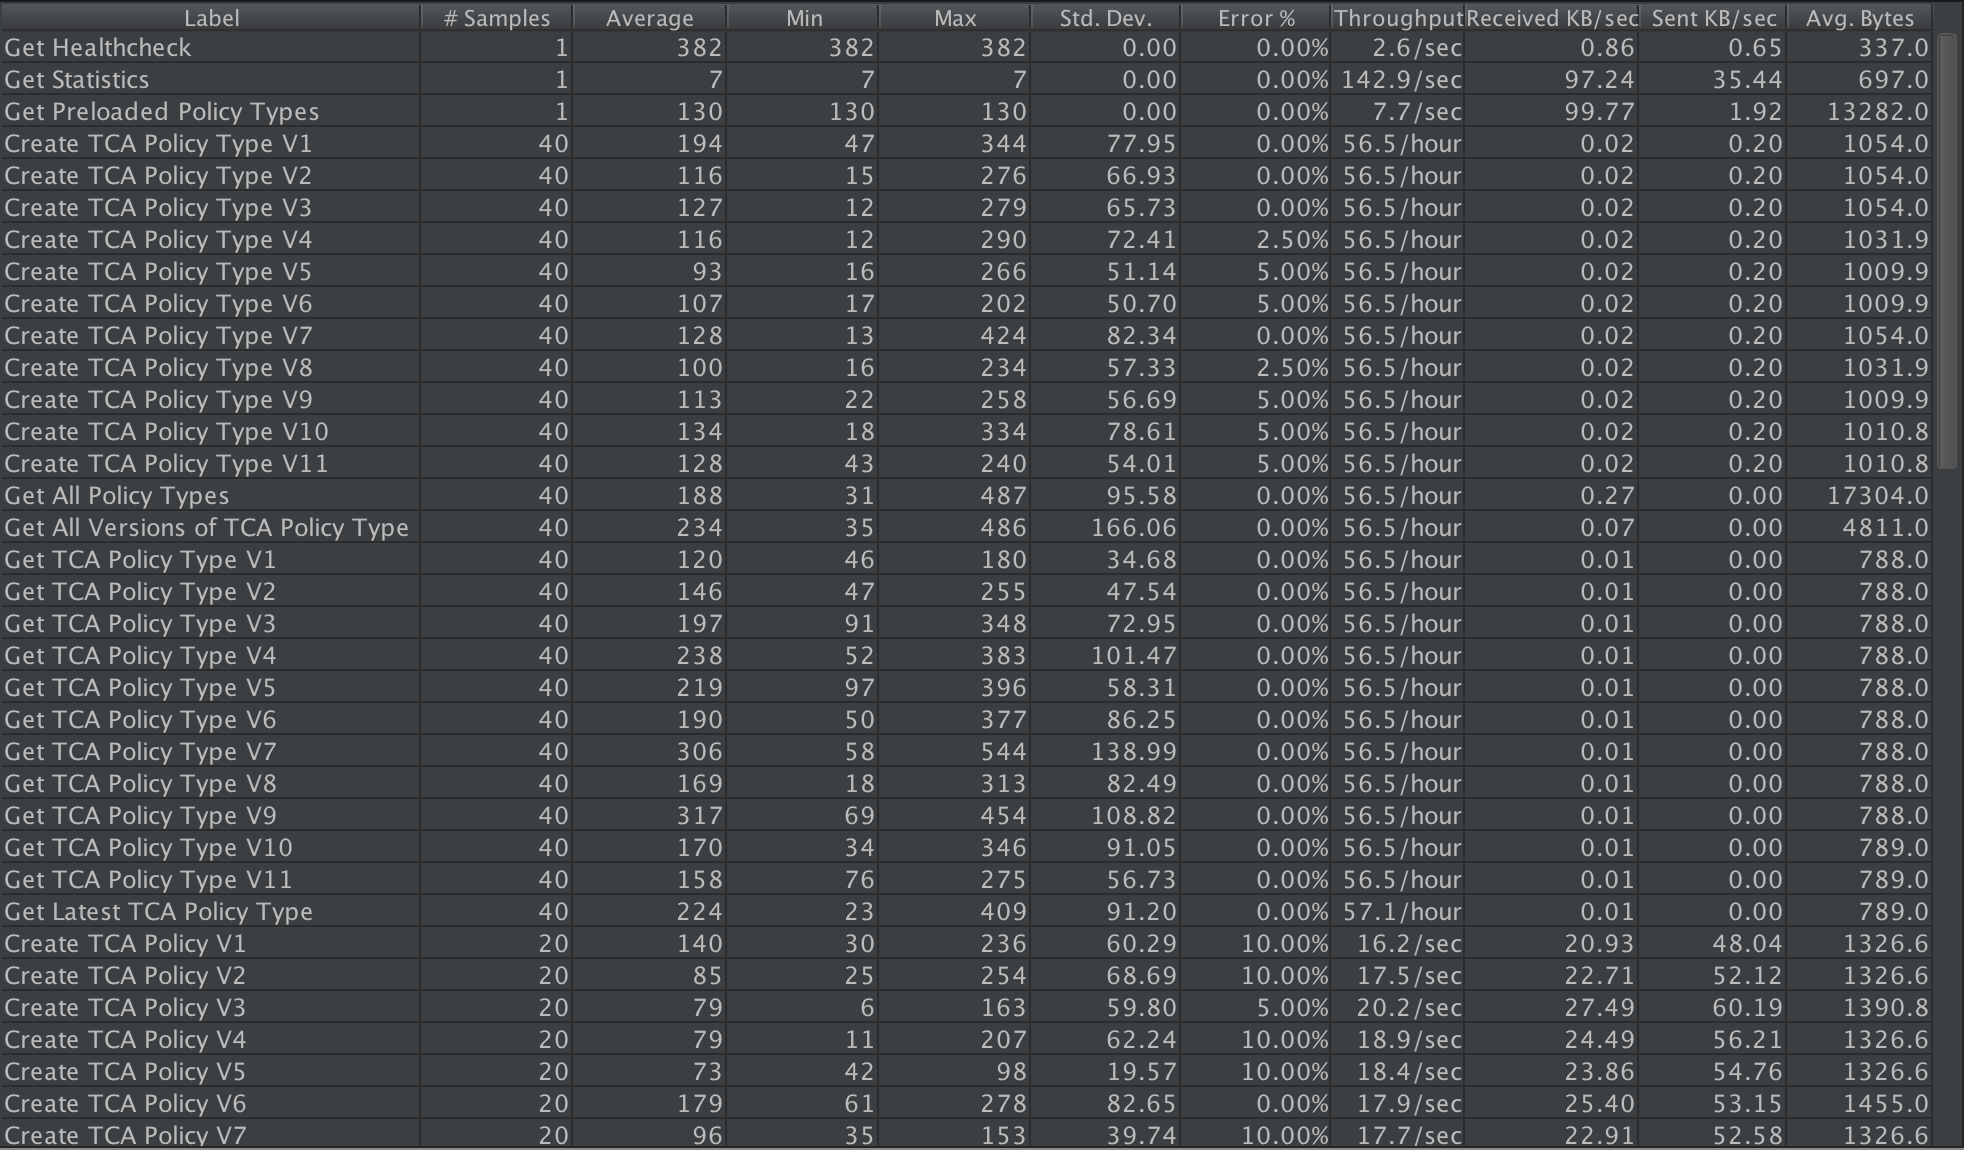 Label # Samples Average Min Max Std. Dev. Error % Throughput Received KB/sec Sent KB/sec Avg. Bytes
Get Healthcheck 1 382 382 382 0.00 0.00% 2.6/sec 0.86 0.65 337.0
Get Statistics 1 7 7 7 0.00 0.00% 142.9/sec 97.24 35.44 697.0
Get Preloaded Policy Types 1 130 130 130 0.00 0.00% 7.7/sec 99.77 1.92 13282.0
Create TCA Policy Type V1 40 194 47 344 77.95 0.00% 56.5/hour 0.02 0.20 1054.0
Create TCA Policy Type V2 40 116 15 276 66.93 0.00% 56.5/hour 0.02 0.20 1054.0
Create TCA Policy Type V3 40 127 12 279 65.73 0.00% 56.5/hour 0.02 0.20 1054.0
Create TCA Policy Type V4 40 116 12 290 72.41 2.50% 56.5/hour 0.02 0.20 1031.9
Create TCA Policy Type V5 40 93 16 266 51.14 5.00% 56.5/hour 0.02 0.20 1009.9
Create TCA Policy Type V6 40 107 17 202 50.70 5.00% 56.5/hour 0.02 0.20 1009.9
Create TCA Policy Type V7 40 128 13 424 82.34 0.00% 56.5/hour 0.02 0.20 1054.0
Create TCA Policy Type V8 40 100 16 234 57.33 2.50% 56.5/hour 0.02 0.20 1031.9
Create TCA Policy Type V9 40 113 22 258 56.69 5.00% 56.5/hour 0.02 0.20 1009.9
Create TCA Policy Type V10 40 134 18 334 78.61 5.00% 56.5/hour 0.02 0.20 1010.8
Create TCA Policy Type V11 40 128 43 240 54.01 5.00% 56.5/hour 0.02 0.20 1010.8
Get All Policy Types 40 188 31 487 95.58 0.00% 56.5/hour 0.27 0.00 17304.0
Get All Versions of TCA Policy Type 40 234 35 486 166.06 0.00% 56.5/hour 0.07 0.00 4811.0
Get TCA Policy Type V1 40 120 46 180 34.68 0.00% 56.5/hour 0.01 0.00 788.0
Get TCA Policy Type V2 40 146 47 255 47.54 0.00% 56.5/hour 0.01 0.00 788.0
Get TCA Policy Type V3 40 197 91 348 72.95 0.00% 56.5/hour 0.01 0.00 788.0
Get TCA Policy Type V4 40 238 52 383 101.47 0.00% 56.5/hour 0.01 0.00 788.0
Get TCA Policy Type V5 40 219 97 396 58.31 0.00% 56.5/hour 0.01 0.00 788.0
Get TCA Policy Type V6 40 190 50 377 86.25 0.00% 56.5/hour 0.01 0.00 788.0
Get TCA Policy Type V7 40 306 58 544 138.99 0.00% 56.5/hour 0.01 0.00 788.0
Get TCA Policy Type V8 40 169 18 313 82.49 0.00% 56.5/hour 0.01 0.00 788.0
Get TCA Policy Type V9 40 317 69 454 108.82 0.00% 56.5/hour 0.01 0.00 788.0
Get TCA Policy Type V10 40 170 34 346 91.05 0.00% 56.5/hour 0.01 0.00 789.0
Get TCA Policy Type V11 40 158 76 275 56.73 0.00% 56.5/hour 0.01 0.00 789.0
Get Latest TCA Policy Type 40 224 23 409 91.20 0.00% 57.1/hour 0.01 0.00 789.0
Create TCA Policy V1 20 140 30 236 60.29 10.00% 16.2/sec 20.93 48.04 1326.6
Create TCA Policy V2 20 85 25 254 68.69 10.00% 17.5/sec 22.71 52.12 1326.6
Create TCA Policy V3 20 79 6 163 59.80 5.00% 20.2/sec 27.49 60.19 1390.8
Create TCA Policy V4 20 79 11 207 62.24 10.00% 18.9/sec 24.49 56.21 1326.6
Create TCA Policy V5 20 73 42 98 19.57 10.00% 18.4/sec 23.86 54.76 1326.6
Create TCA Policy V6 20 179 61 278 82.65 0.00% 17.9/sec 25.40 53.15 1455.0
Create TCA Policy V7 20 96 35 153 39.74 10.00% 17.7/sec 22.91 52.58 1326.6